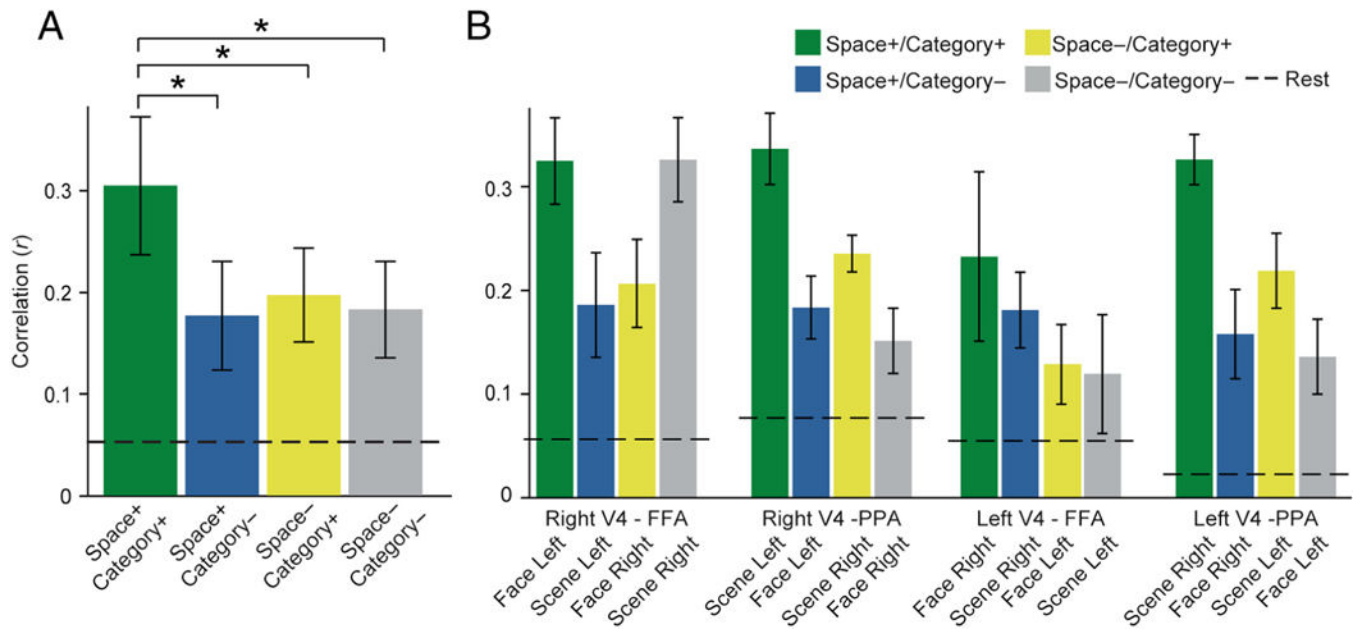 A
*
*
*
Correlation (r)
0.3
0.2
0.1
0
Space+
Category+
Space+
Category–
Space–
Category+
Space–
Category–
B
Space+/Category+
Space–/Category+
Space+/Category–
Space–/Category–
Rest
0.3
0.2
0.1
0
Right V4 - FFA
Right V4 -PPA
Left V4 - FFA
Left V4 -PPA
Face Left
Scene Left
Face Right
Scene Right
Scene Left
Face Left
Scene Right
Face Right
Face Right
Scene Right
Face Left
Scene Left
Scene Right
Face Right
Scene Left
Face Left